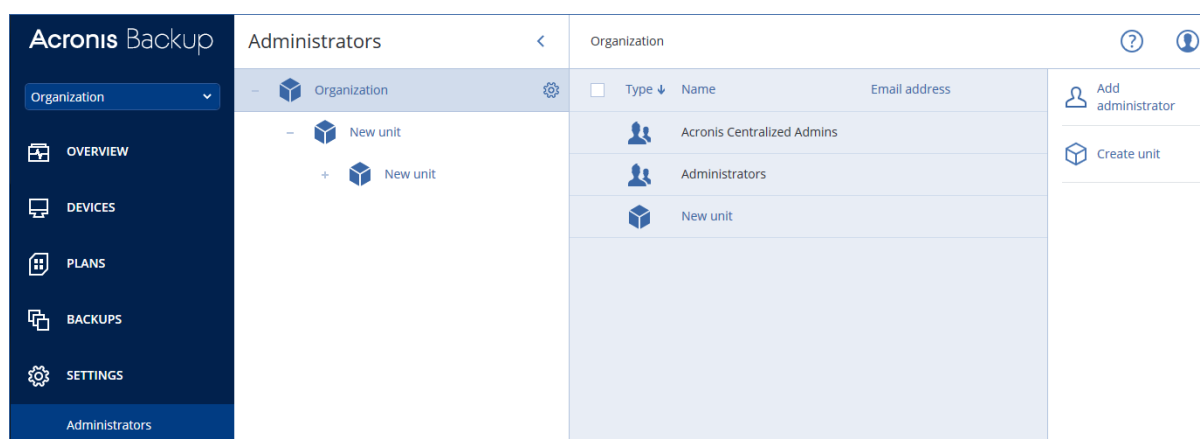 Acronis Backup
Organization
OVERVIEW
DEVICES
PLANS
BACKUPS
SETTINGS
Administrators
Administrators
Organization
New unit
New unit
Organization
Type Name Email address
Acronis Centralized Admins
Administrators
New unit
Add
administrator
Create unit